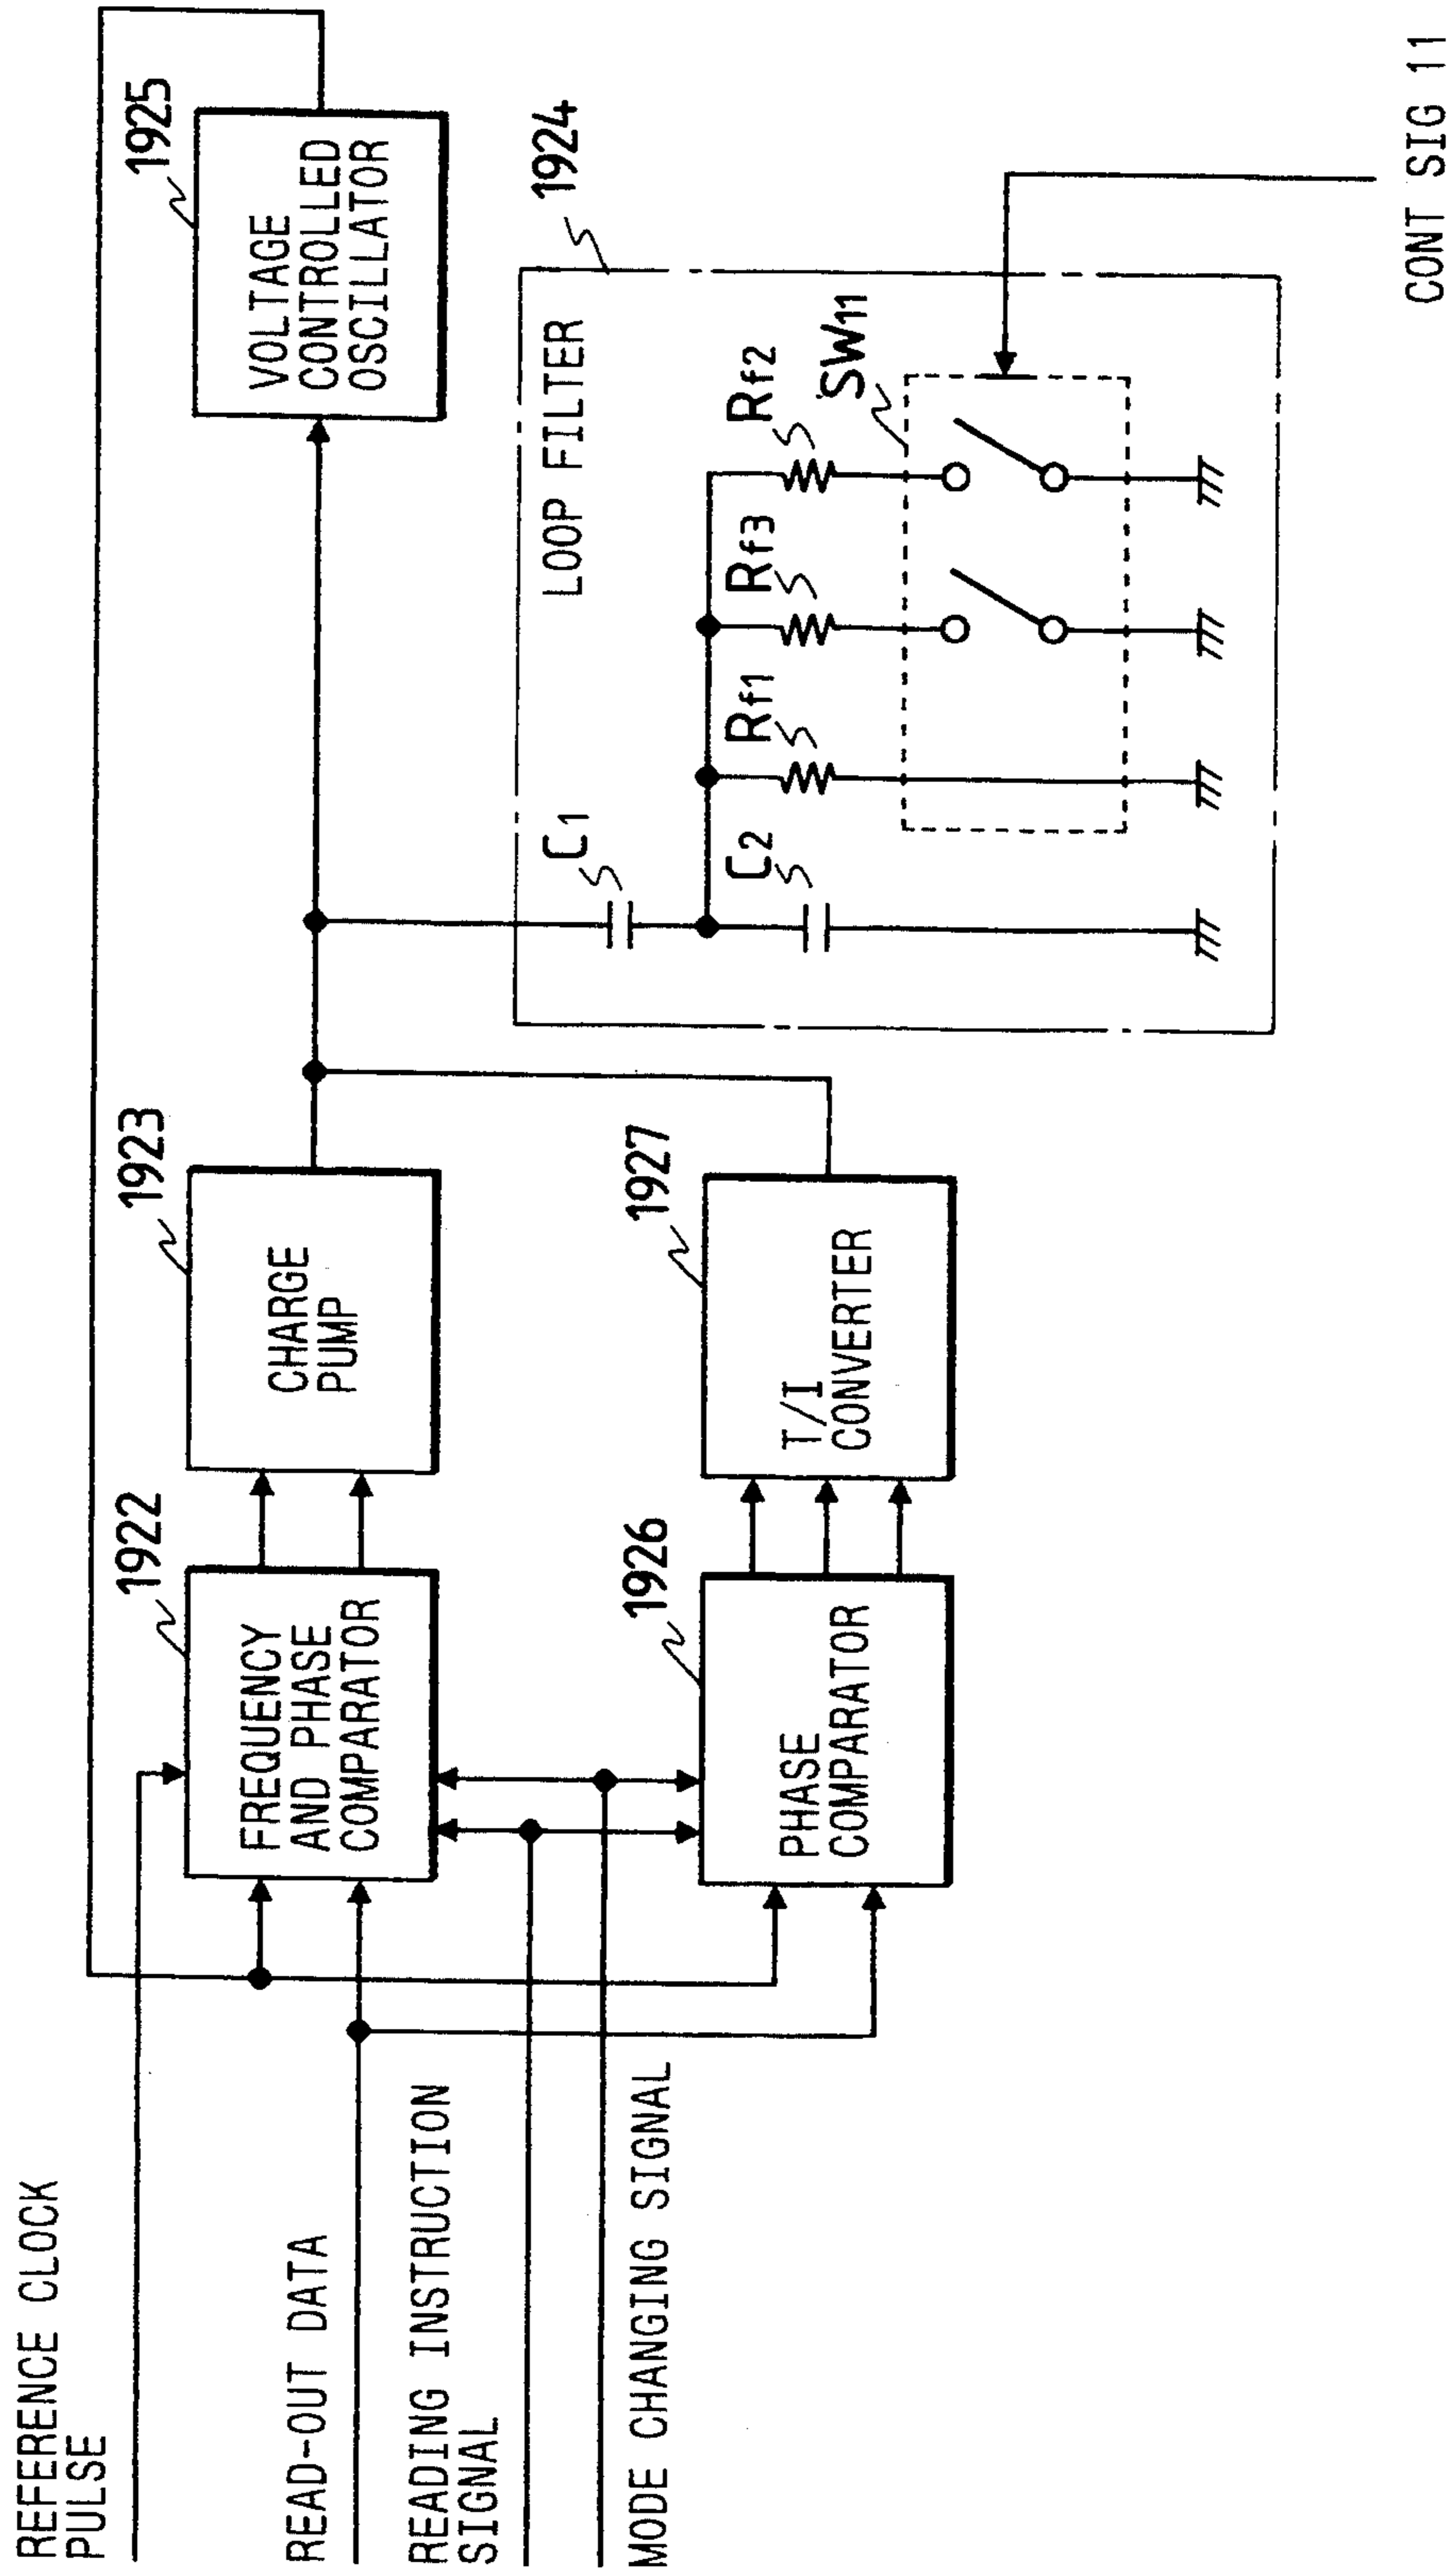 REFERENCE CLOCK
PULSE
READ-OUT DATA
READING INSTRUCTION
SIGNAL
MODE CHANGING SIGNAL
1922
FREQUENCY
AND PHASE
COMPARATOR
1923
CHARGE
PUMP
1925
VOLTAGE
CONTROLLED
OSCILLATOR
1926
PHASE
COMPARATOR
1927
T/I
CONVERTER
1924
LOOP FILTER
C1
C2
Rf1
Rf3
Rf2
SW11
CONT SIG 11